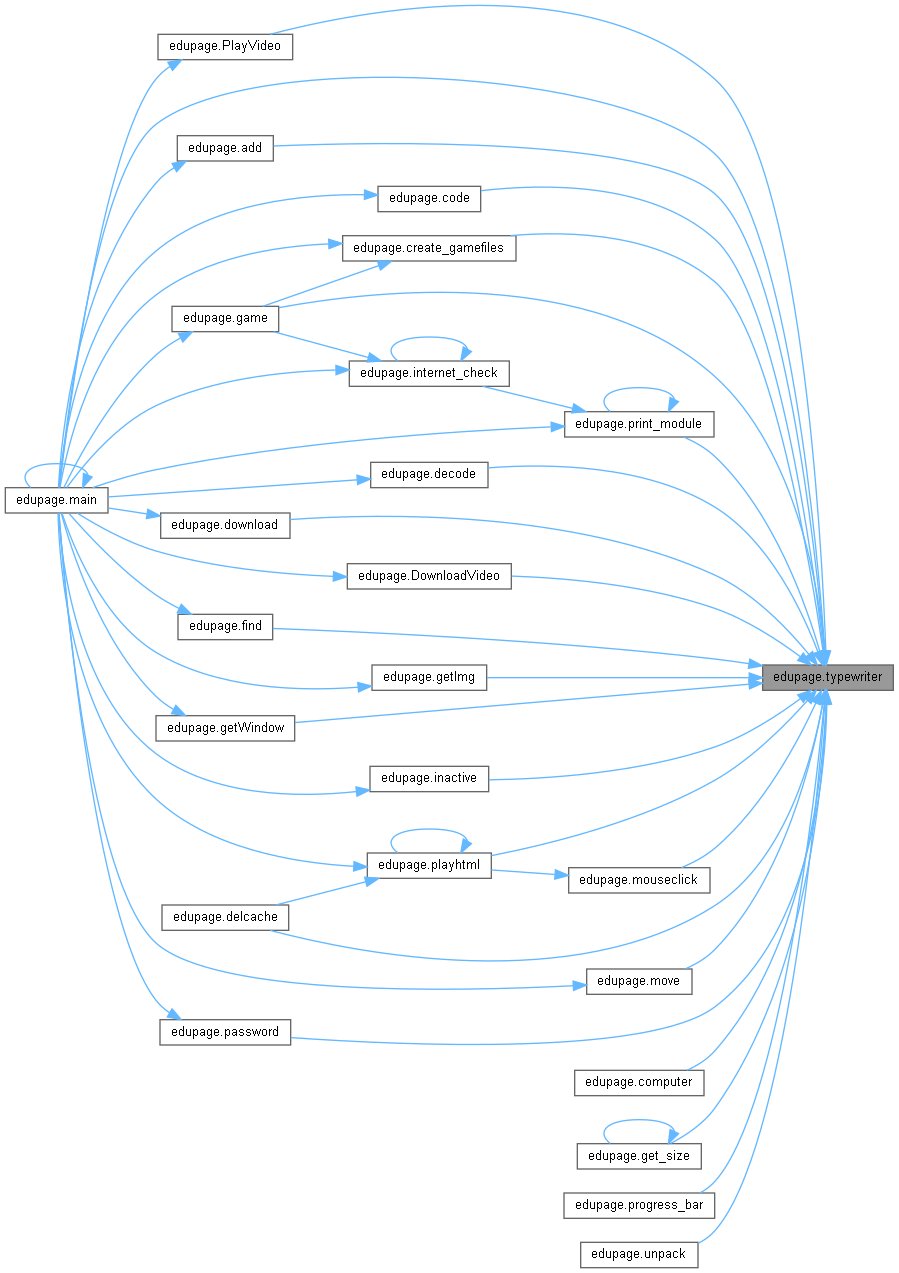 edupage.PlayVideo
edupage.add
edupage.code
edupage.create_gamefiles
edupage.game
edupage.internet_check
edupage.print_module
edupage.decode
edupage.main
edupage.download
edupage.DownloadVideo
edupage.find
edupage.getImg
edupage.typewriter
edupage.getWindow
edupage.inactive
edupage.playhtml
edupage.mouseclick
edupage.delcache
edupage.move
edupage.password
edupage.computer
edupage.get_size
edupage.progress_bar
edupage.unpack